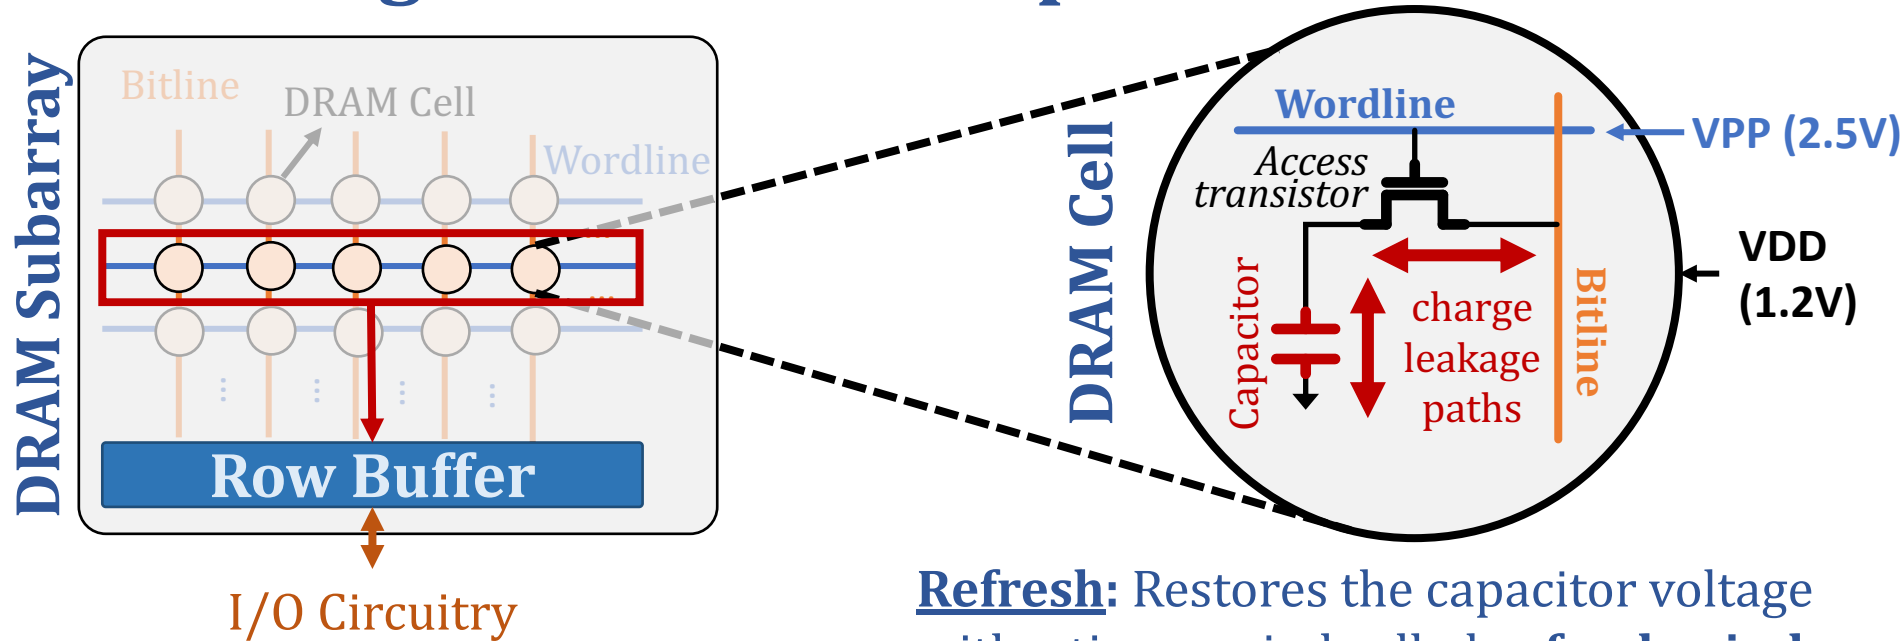 DRAM Subarray
Bitline
DRAM Cell
Wordline
...
...
...
...
...
...
Row Buffer
I/O Circuitry
DRAM Cell
Wordline
VPP (2.5V)
Access
transistor
VDD
(1.2V)
Capacitor
charge
leakage
paths
Bitline
Refresh: Restores the capacitor voltage